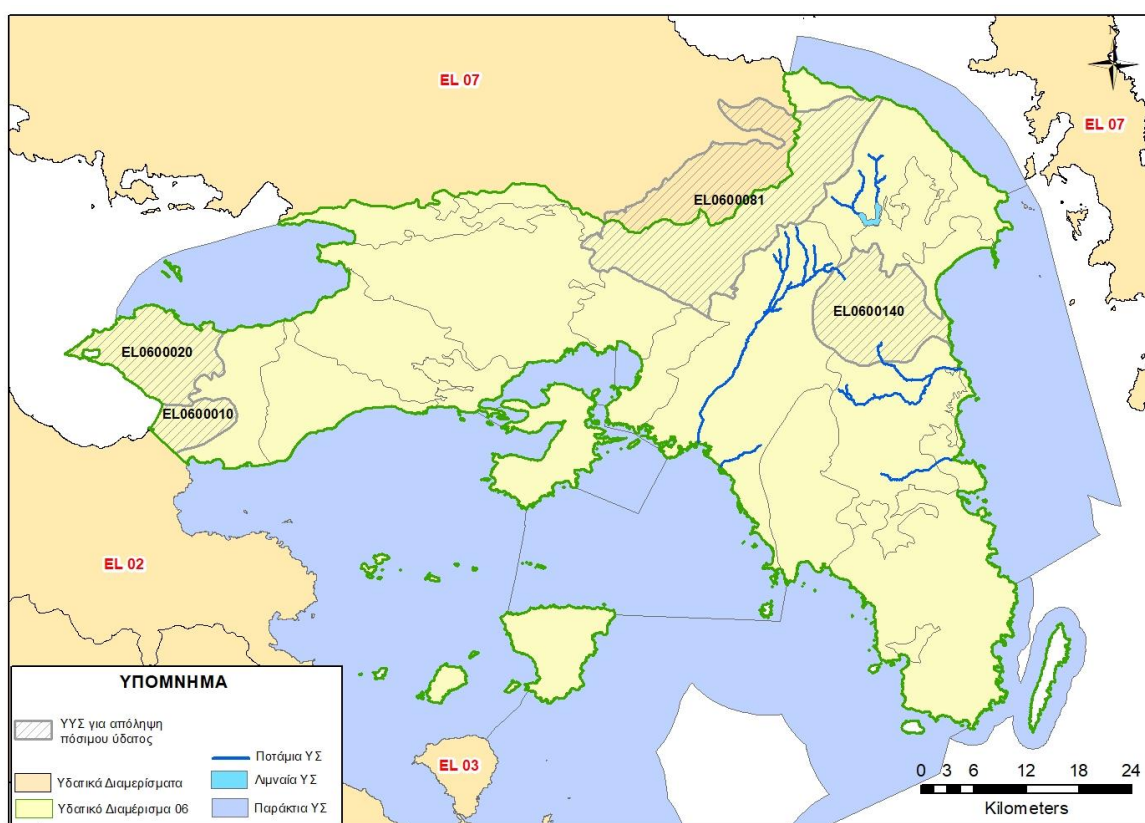 N
EL 07
EL 07
EL0600081
EL0600140
EL0600020
EL0600010
EL 02
EL 03
ΥΠΟΜΝΗΜΑ
ΥΥΣ για απόληψη
πόσιμου ύδατος
Υδατικά Διαμερίσματα
Υδατικό Διαμέρισμα 06
Ποτάμια ΥΣ
Λιμναία ΥΣ
Παράκτια ΥΣ
0 3 6 12 18 24
Kilometers